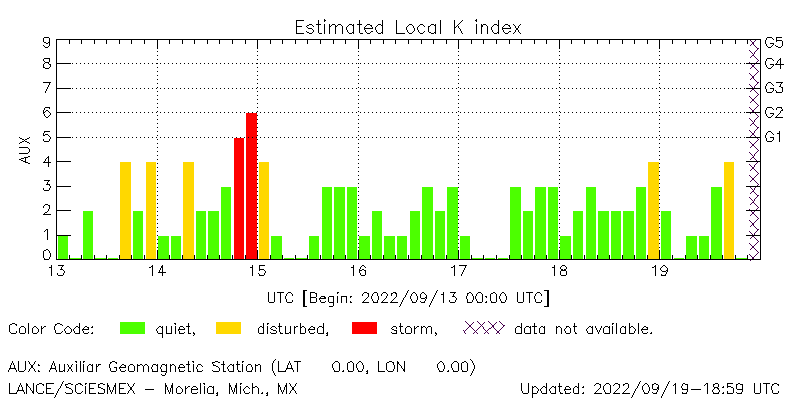 Estimated Local K index
9 G5
8 G4
7 G3
6 G2
5 G1
4
3
2
1
0
AUX
13 14 15 16 17 18 19
UTC [Begin: 2022/09/13 00:00 UTC]
Color Code: quiet, disturbed, storm, data not available.
AUX: Auxiliar Geomagnetic Station (LAT 0.00, LON 0.00)
LANCE/SCiESMEX - Morelia, Mich., MX Updated: 2022/09/19-18:59 UTC